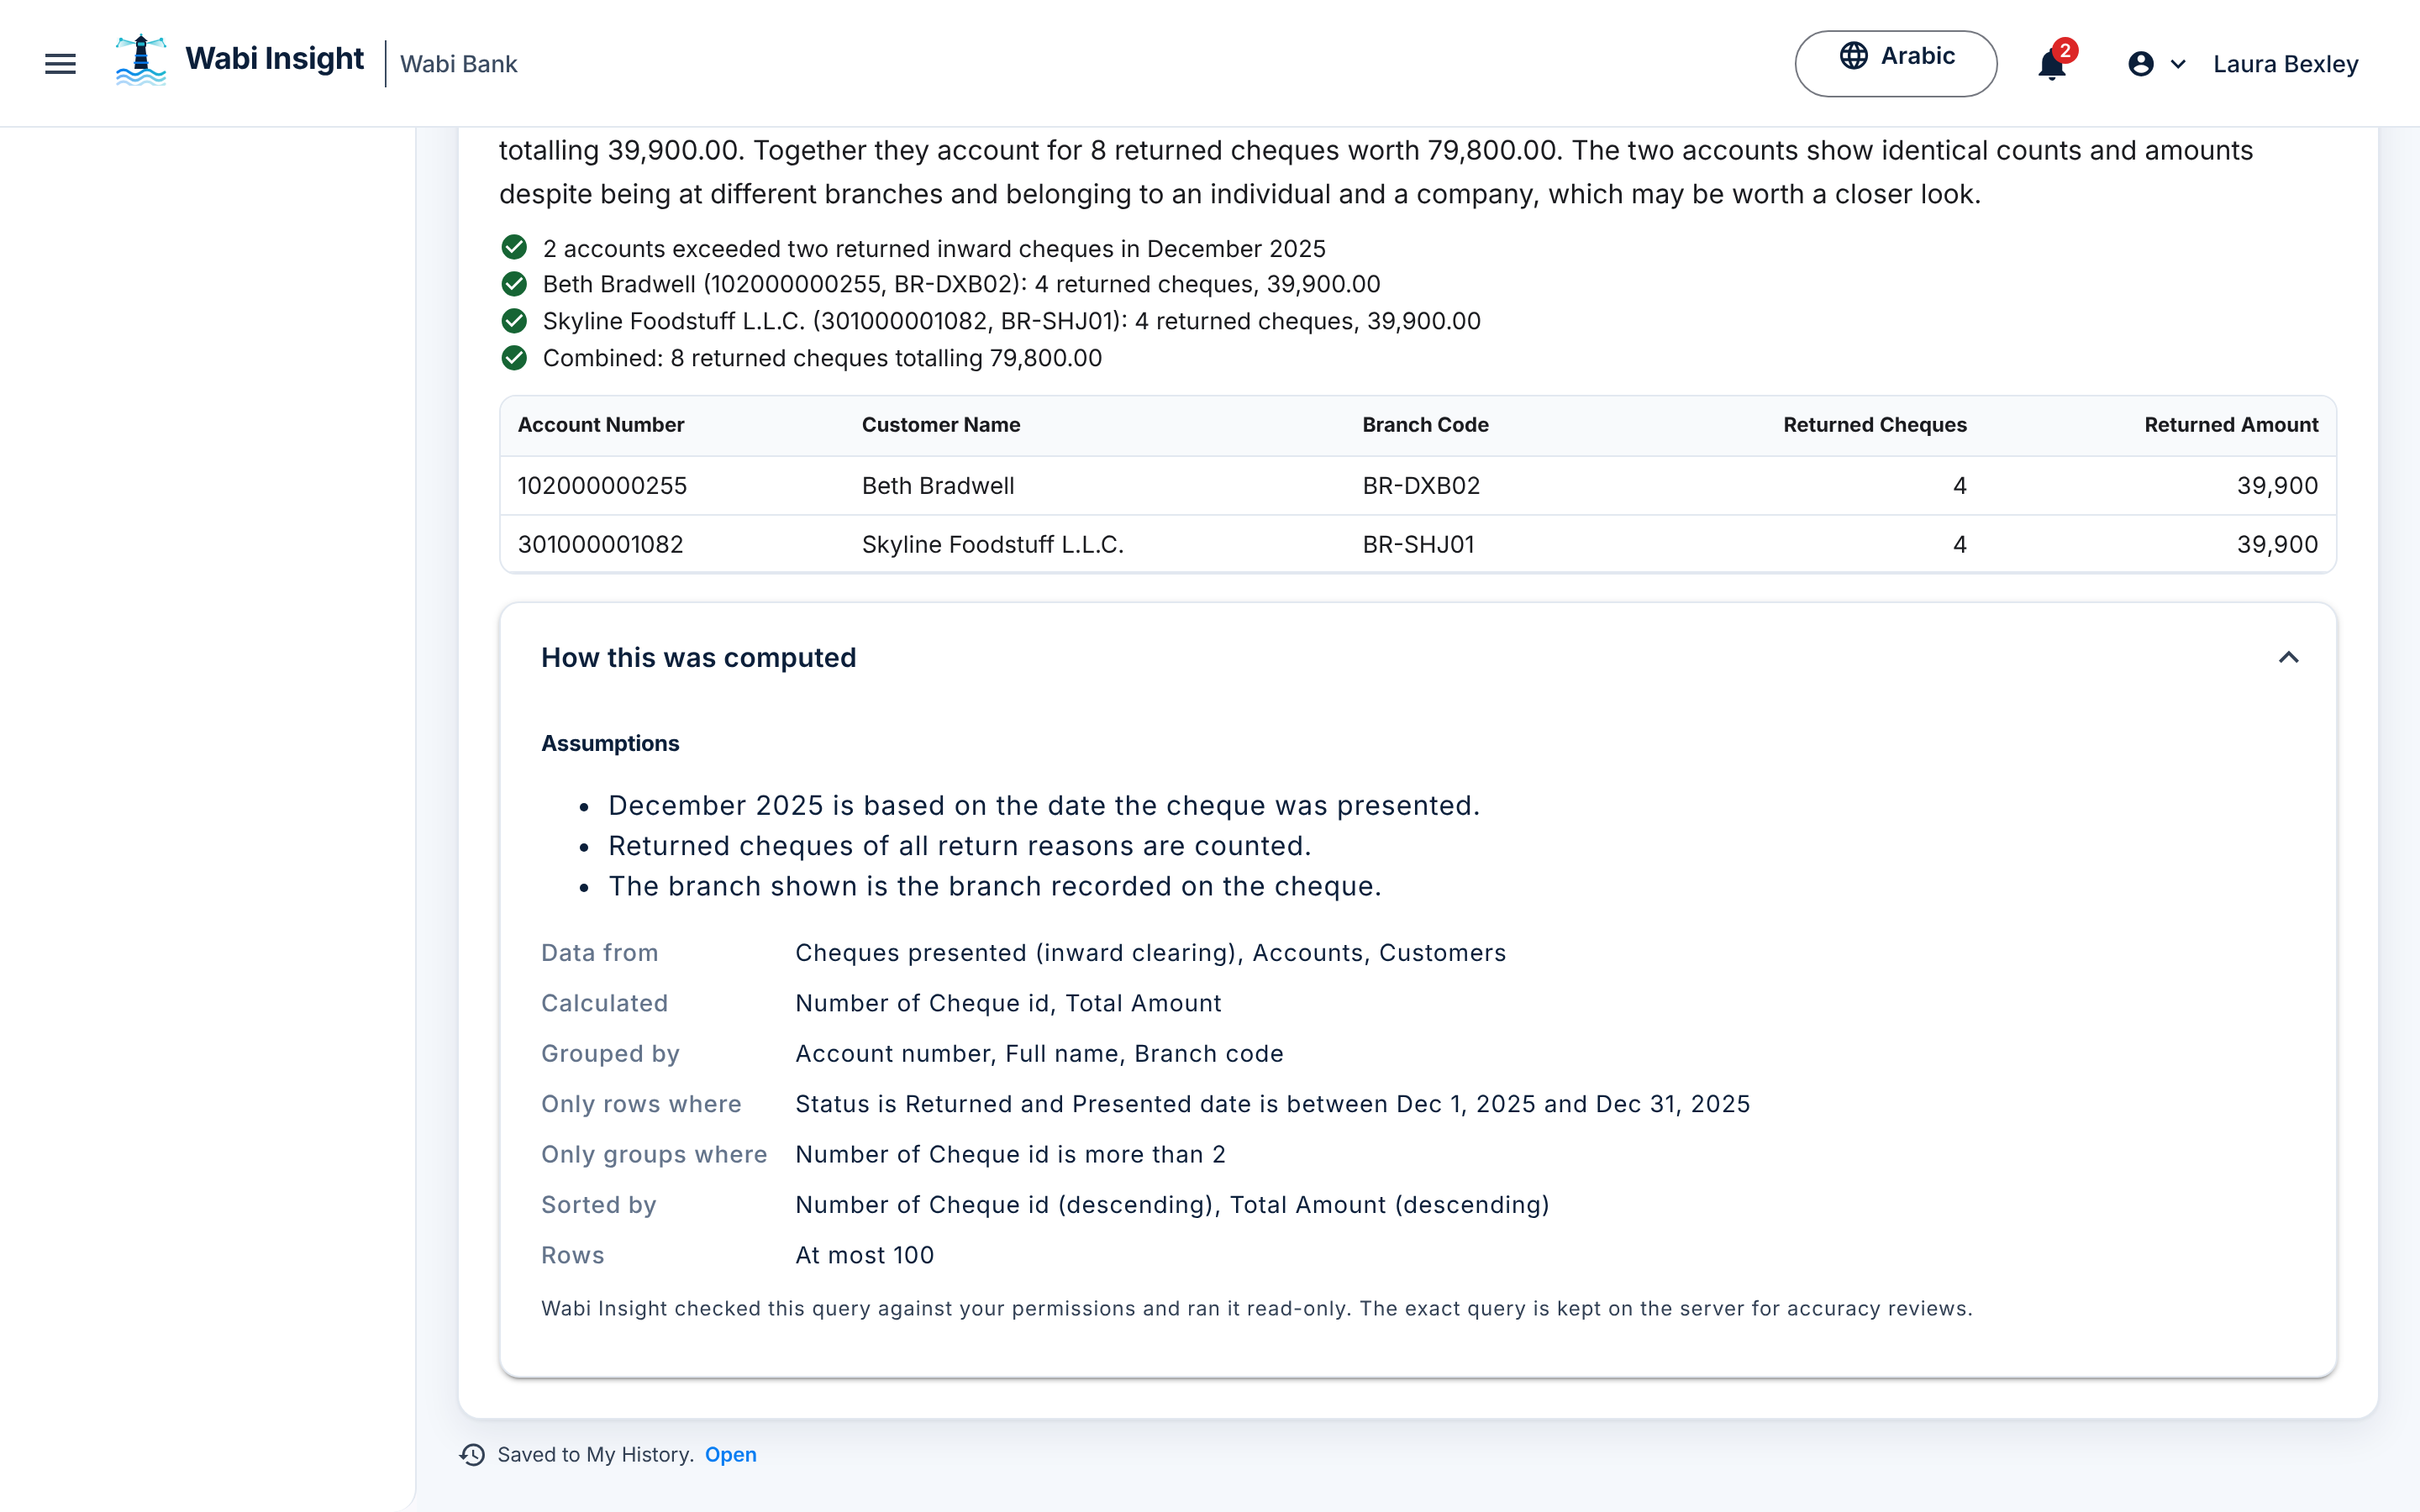 Wabi Insight
Wabi Bank
Arabic
2
Laura Bexley
totalling 39,900.00. Together they account for 8 returned cheques worth 79,800.00. The two accounts show identical counts and amounts
despite being at different branches and belonging to an individual and a company, which may be worth a closer look.
2 accounts exceeded two returned inward cheques in December 2025
Beth Bradwell (102000000255, BR-DXB02): 4 returned cheques, 39,900.00
Skyline Foodstuff L.L.C. (301000001082, BR-SHJ01): 4 returned cheques, 39,900.00
Combined: 8 returned cheques totalling 79,800.00
Account Number Customer Name Branch Code Returned Cheques Returned Amount
102000000255 Beth Bradwell BR-DXB02 4 39,900
301000001082 Skyline Foodstuff L.L.C. BR-SHJ01 4 39,900
How this was computed
Assumptions
• December 2025 is based on the date the cheque was presented.
• Returned cheques of all return reasons are counted.
• The branch shown is the branch recorded on the cheque.
Data from Cheques presented (inward clearing), Accounts, Customers
Calculated Number of Cheque id, Total Amount
Grouped by Account number, Full name, Branch code
Only rows where Status is Returned and Presented date is between Dec 1, 2025 and Dec 31, 2025
Only groups where Number of Cheque id is more than 2
Sorted by Number of Cheque id (descending), Total Amount (descending)
Rows At most 100
Wabi Insight checked this query against your permissions and ran it read-only. The exact query is kept on the server for accuracy reviews.
Saved to My History. Open